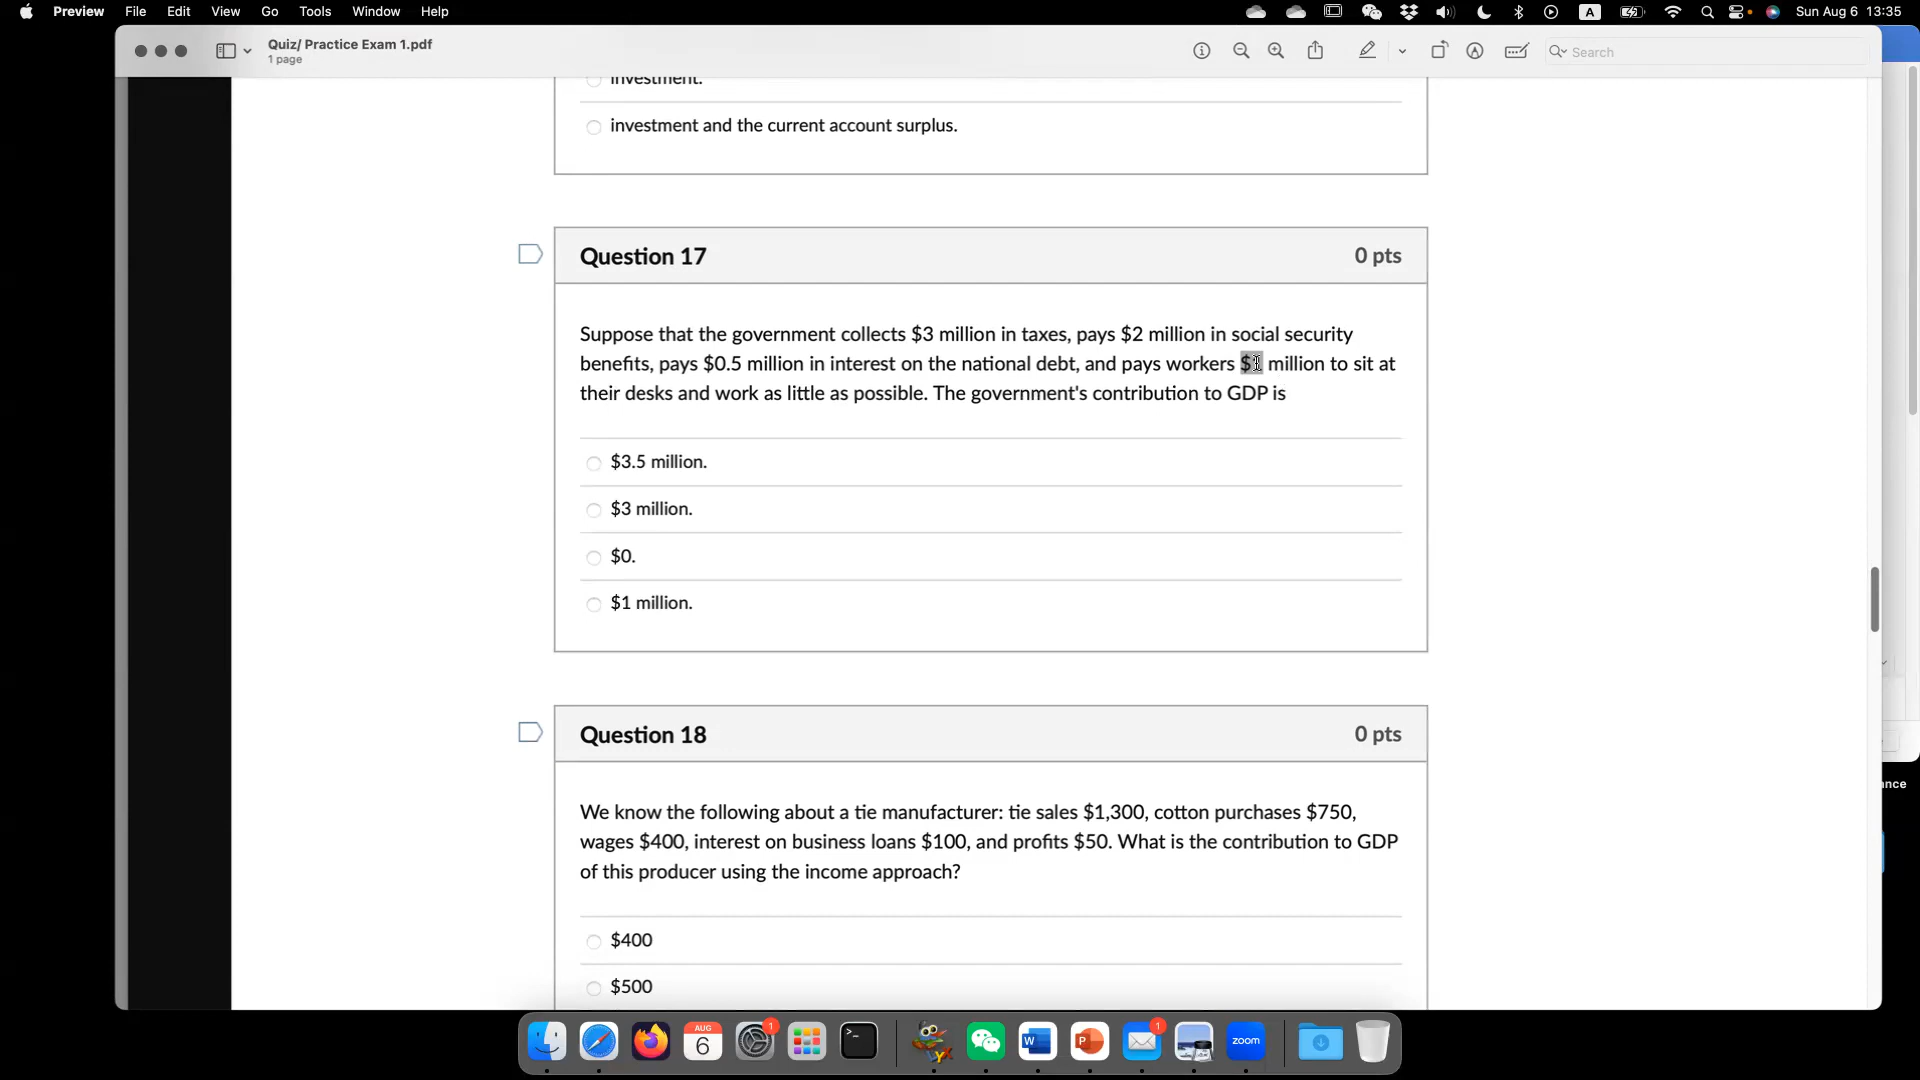 Preview File Edit View Go Tools Window Help
A
Sun Aug 6 13:35
Quiz/ Practice Exam 1.pdf
1 page
Search
investment.
investment and the current account surplus.
Question 17
0 pts
Suppose that the government collects $3 million in taxes, pays $2 million in social security
benefits, pays $0.5 million in interest on the national debt, and pays workers $1 million to sit at
their desks and work as little as possible. The government's contribution to GDP is
$3.5 million.
$3 million.
$0.
$1 million.
Question 18
0 pts
We know the following about a tie manufacturer: tie sales $1,300, cotton purchases $750,
wages $400, interest on business loans $100, and profits $50. What is the contribution to GDP
of this producer using the income approach?
$400
$500
nce
AUG
6
1
W
P
1
zoom